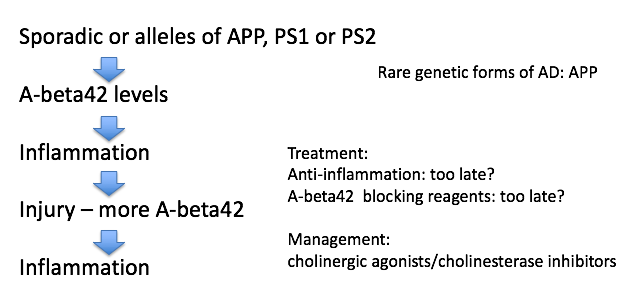 Sporadic or alleles of APP, PS1 or PS2
Rare genetic forms of AD: APP
A-beta42 levels
Inflammation
Injury – more A-beta42
Inflammation
Treatment:
Anti-inflammation: too late?
A-beta42 blocking reagents: too late?
Management:
cholinergic agonists/cholinesterase inhibitors